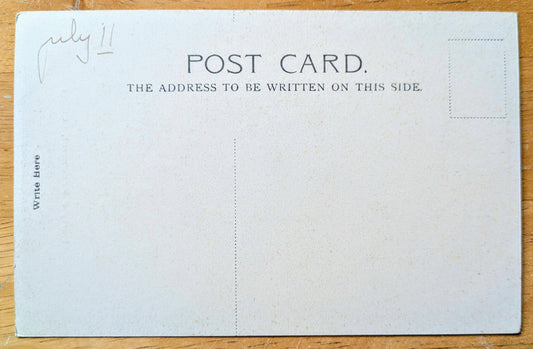 July 11
POST CARD.
THE ADDRESS TO BE WRITTEN ON THIS SIDE.
Write Here